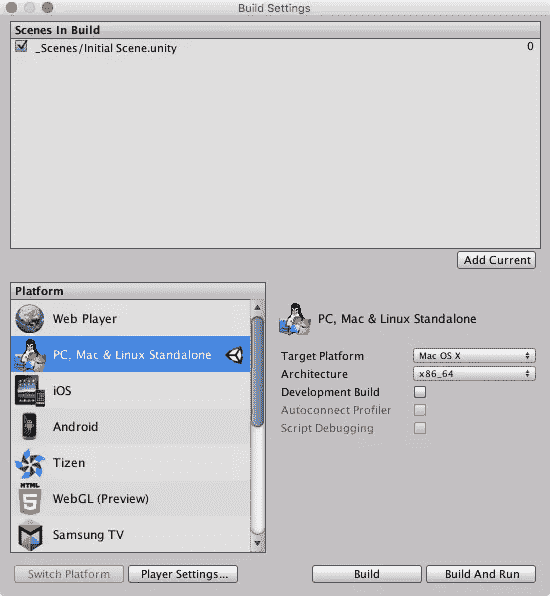 Build Settings
Scenes In Build
_Scenes/Initial Scene.unity 0
Add Current
Platform
Web Player
PC, Mac & Linux Standalone
iOS
Android
Tizen
HTML
5
WebGL (Preview)
Samsung TV
PC, Mac & Linux Standalone
Target Platform Mac OS X
Architecture x86_64
Development Build
Autoconnect Profiler
Script Debugging
Switch Platform
Player Settings...
Build
Build And Run